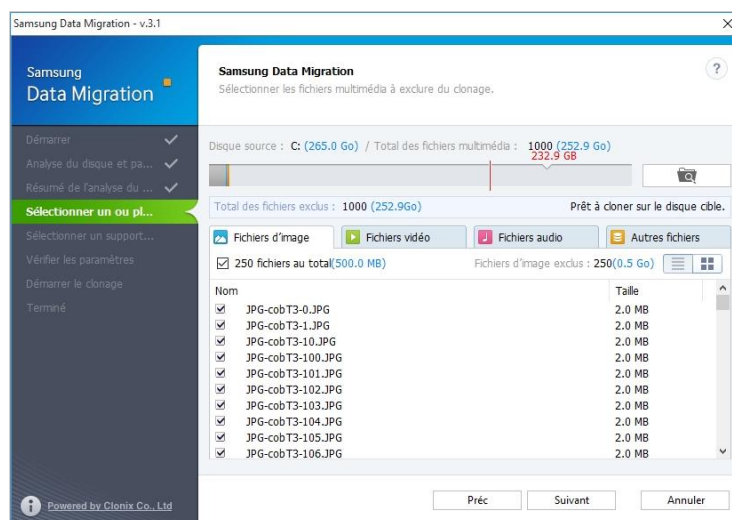 Samsung Data Migration - v.3.1
Samsung
Data Migration
Samsung Data Migration
Sélectionner les fichiers multimédia à exclure du clonage.
?
Démarrer
Analyse du disque et pa...
Résumé de l'analyse du ...
Sélectionner un ou pl...
Sélectionner un support...
Vérifier les paramètres
Démarrer le clonage
Terminé
Disque source : C: (265.0 Go) / Total des fichiers multimédia : 1000 (252.9 Go)
232.9 GB
Total des fichiers exclus : 1000 (252.9Go) Prêt à cloner sur le disque cible.
Fichiers d'image Fichiers vidéo Fichiers audio Autres fichiers
250 fichiers au total(500.0 MB) Fichiers d'image exclus : 250(0.5 Go)
Nom Taille
JPG-cobT3-0.JPG 2.0 MB
JPG-cobT3-1.JPG 2.0 MB
JPG-cobT3-10.JPG 2.0 MB
JPG-cobT3-100.JPG 2.0 MB
JPG-cobT3-101.JPG 2.0 MB
JPG-cobT3-102.JPG 2.0 MB
JPG-cobT3-103.JPG 2.0 MB
JPG-cobT3-104.JPG 2.0 MB
JPG-cobT3-105.JPG 2.0 MB
JPG-cobT3-106.JPG 2.0 MB
Powered by Clonix Co., Ltd
Préc Suivant Annuler